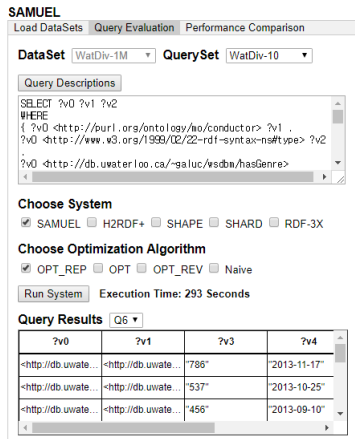 SAMUEL
Load DataSets Query Evaluation Performance Comparison
DataSet WatDiv-1M QuerySet WatDiv-10
Query Descriptions
SELECT ?v0 ?v1 ?v2
WHERE
{ ?v0 <http://purl.org/ontology/mo/conductor> ?v1 .
?v0 <http://www.w3.org/1999/02/22-rdf-syntax-ns#type> ?v2
.
?v0 <http://db.uwaterloo.ca/~galuc/wsdbm/hasGenre>
Choose System
SAMUEL H2RDF+ SHAPE SHARD RDF-3X
Choose Optimization Algorithm
OPT_REP OPT OPT_REV Naive
Run System Execution Time: 293 Seconds
Query Results Q6
?v0 ?v1 ?v3 ?v4
<http://db.uwate... <http://db.uwate... "786" "2013-11-17"
<http://db.uwate... <http://db.uwate... "537" "2013-10-25"
<http://db.uwate... <http://db.uwate... "456" "2013-09-10"